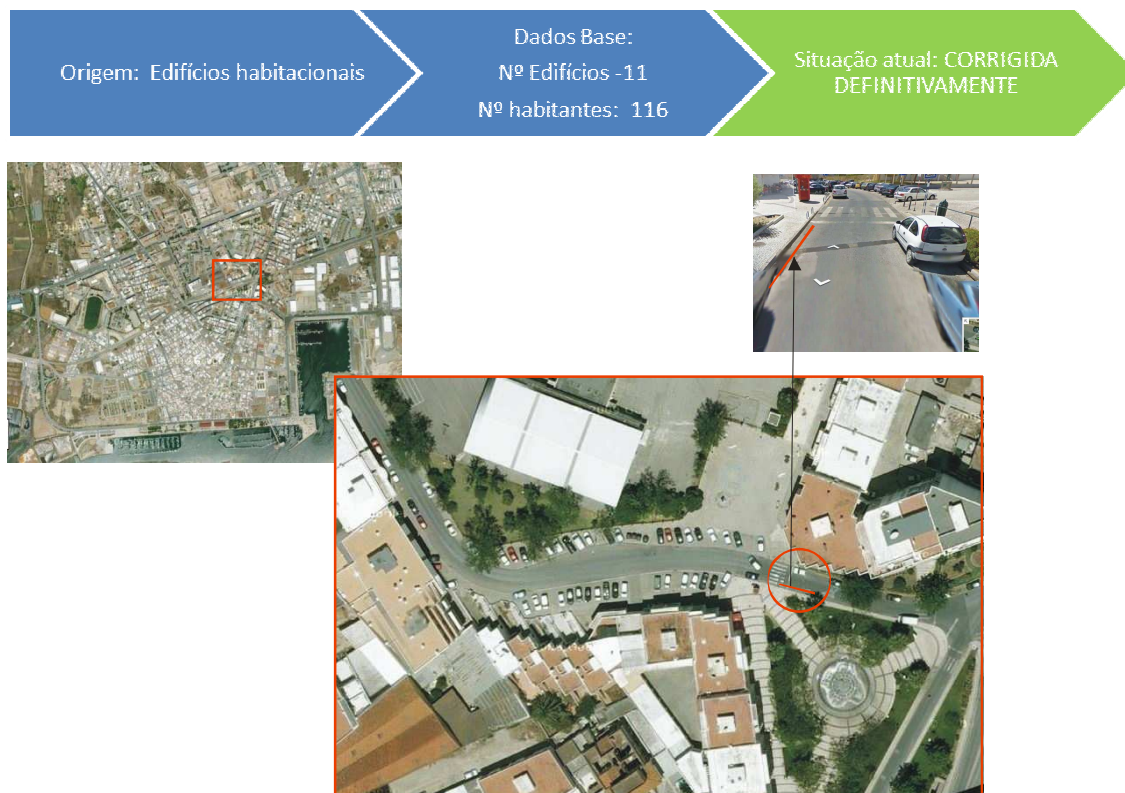 Origem:  Edifícios habitacionais
Dados Base:
Nº Edifícios -11
Nº habitantes:  116
Situação atual: CORRIGIDA
DEFINITIVAMENTE